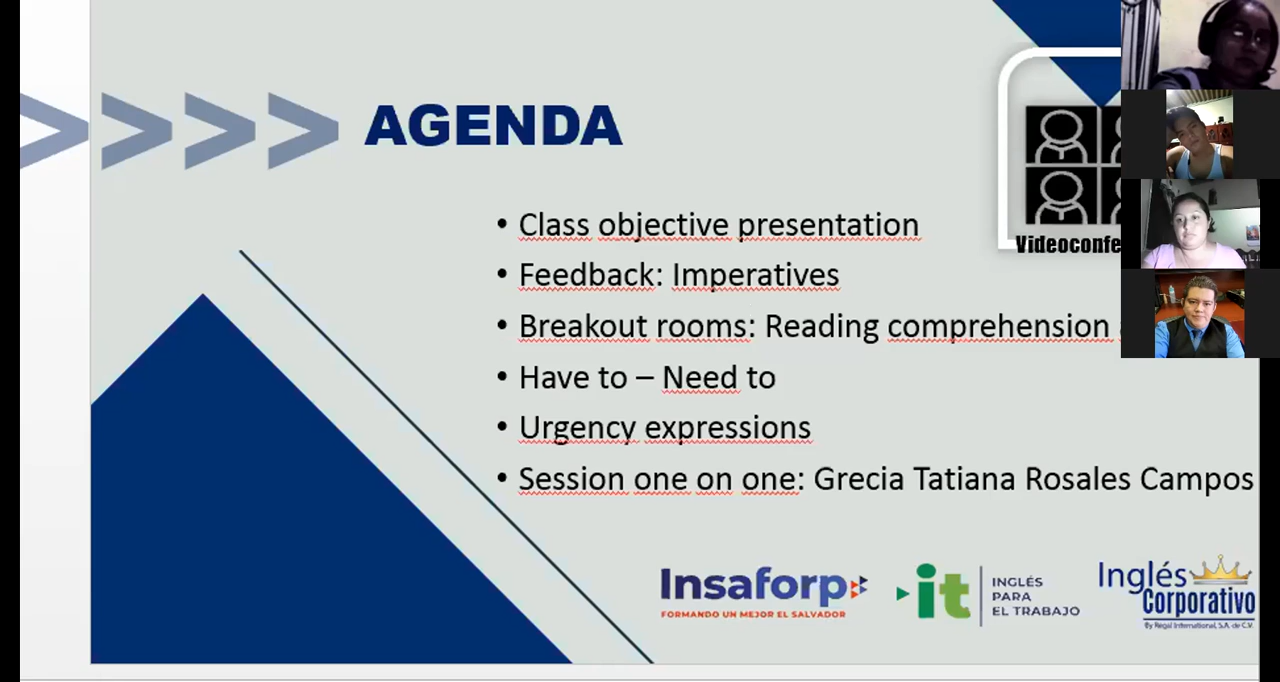 AGENDA
Videoconfe
• Class objective presentation
• Feedback: Imperatives
• Breakout rooms: Reading comprehension
• Have to – Need to
• Urgency expressions
• Session one on one: Grecia Tatiana Rosales Campos
Insaforp
FORMANDO UN MEJOR EL SALVADOR
it
INGLÉS
PARA
EL TRABAJO
Inglés
Corporativo
By Regal International, S.A. de C.V.